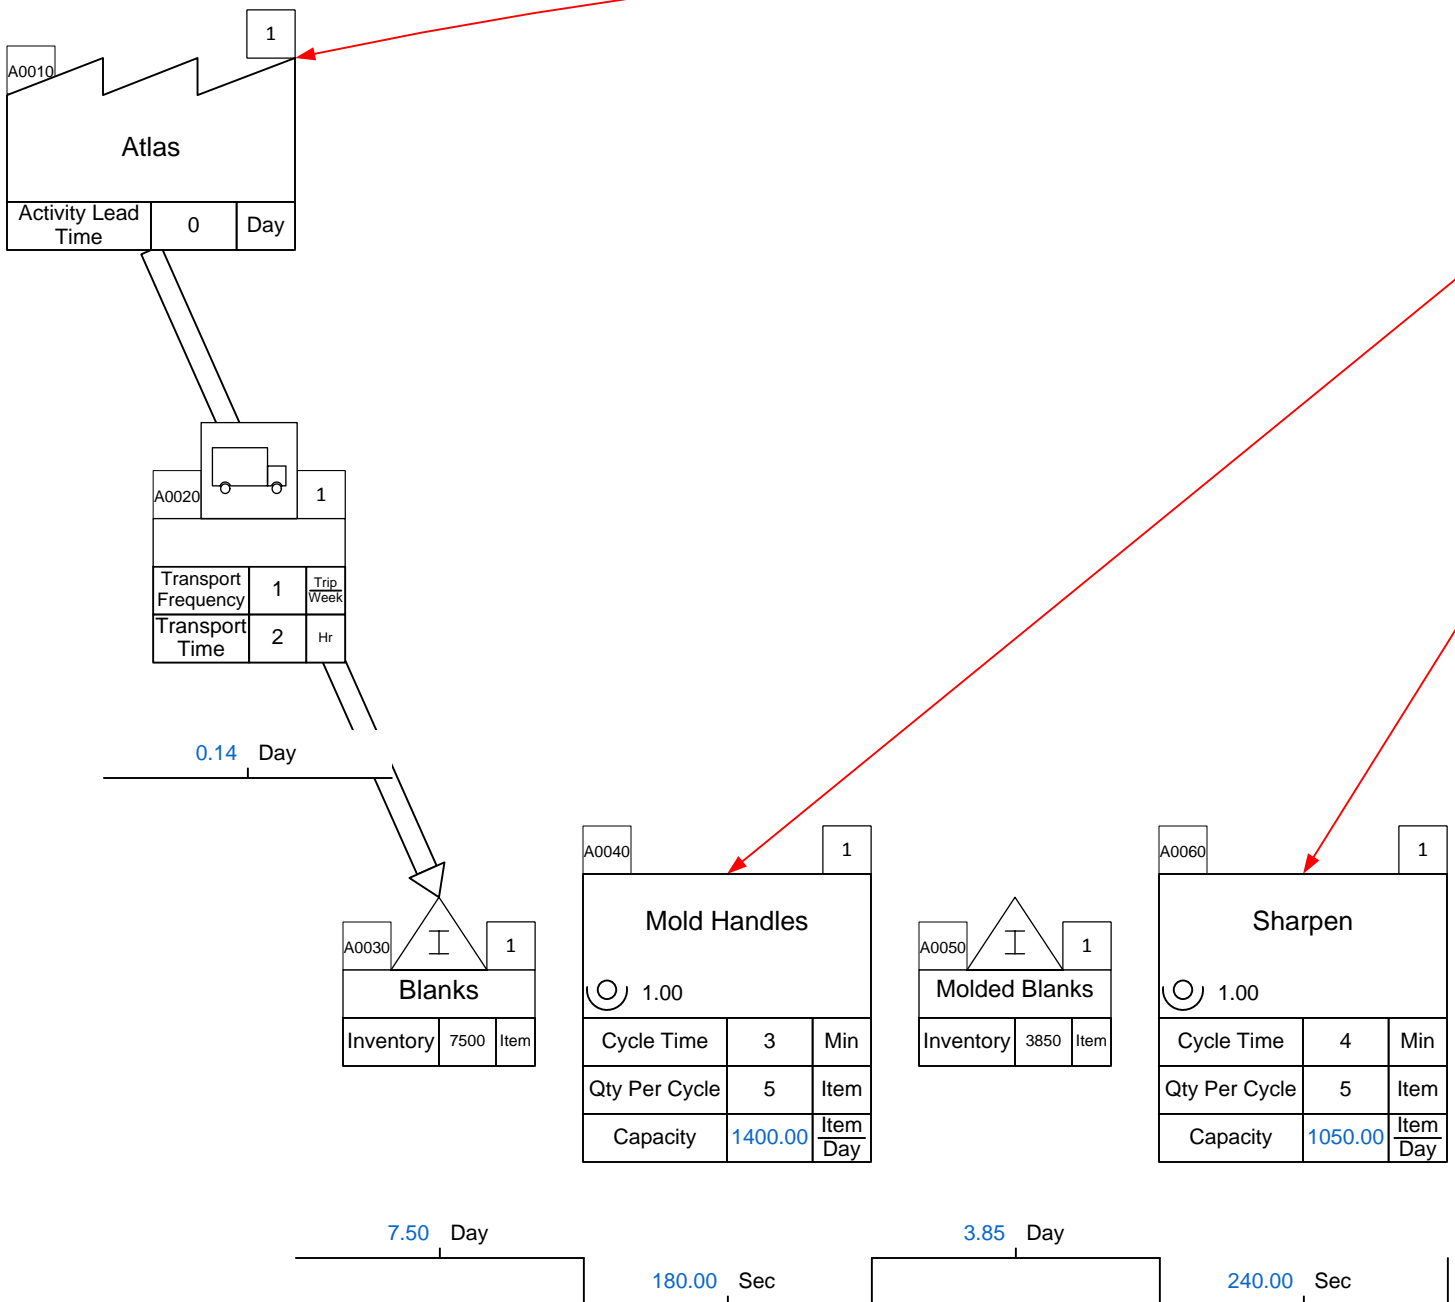 1
A0010
Atlas
Activity Lead
Time
0
Day
A0020
1
Transport
Frequency
1
Trip
Week
Transport
Time
2
Hr
0.14 Day
A0030
1
Blanks
Inventory
7500
Item
A0040
1
Mold Handles
1.00
Cycle Time
3
Min
Qty Per Cycle
5
Item
Capacity
1400.00
Item
Day
A0050
1
Molded Blanks
Inventory
3850
Item
A0060
1
Sharpen
1.00
Cycle Time
4
Min
Qty Per Cycle
5
Item
Capacity
1050.00
Item
Day
7.50 Day
180.00 Sec
3.85 Day
240.00 Sec